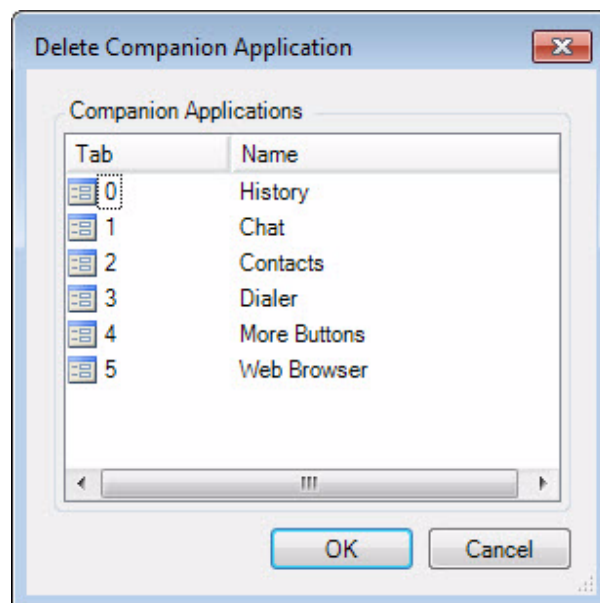 Delete Companion Application
Companion Applications
Tab Name
0 History
1 Chat
2 Contacts
3 Dialer
4 More Buttons
5 Web Browser
OK Cancel